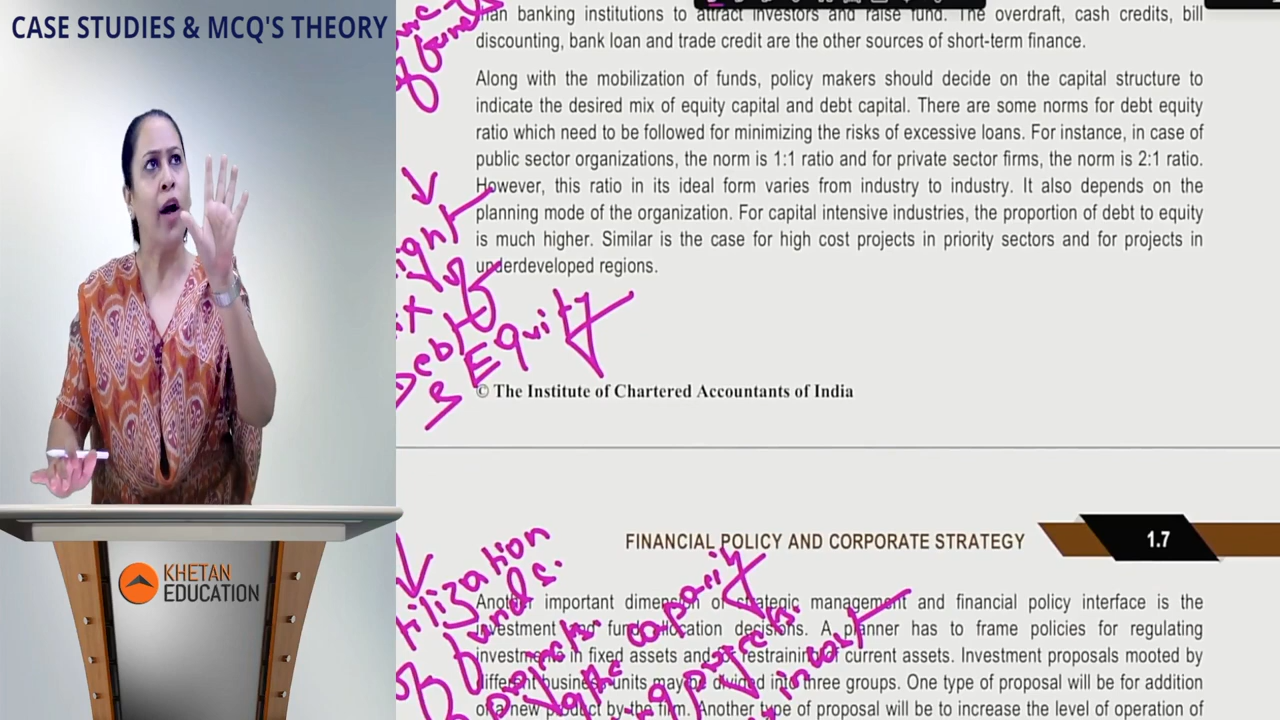 CASE STUDIES & MCQ'S THEORY
han banking institutions to attract investors and raise fund. The overdraft, cash credits, bill
discounting, bank loan and trade credit are the other sources of short-term finance.
Along with the mobilization of funds, policy makers should decide on the capital structure to
indicate the desired mix of equity capital and debt capital. There are some norms for debt equity
ratio which need to be followed for minimizing the risks of excessive loans. For instance, in case of
public sector organizations, the norm is 1:1 ratio and for private sector firms, the norm is 2:1 ratio.
However, this ratio in its ideal form varies from industry to industry. It also depends on the
planning mode of the organization. For capital intensive industries, the proportion of debt to equity
is much higher. Similar is the case for high cost projects in priority sectors and for projects in
underdeveloped regions.
Debt
& Equity
© The Institute of Chartered Accountants of India
FINANCIAL POLICY AND CORPORATE STRATEGY
1.7
Another important dimension of strategic management and financial policy interface is the
investment and fund allocation decisions. A planner has to frame policies for regulating
investments in fixed assets and for restraining of current assets. Investment proposals mooted by
different business units may be divided into three groups. One type of proposal will be for addition
of a new product by the firm. Another type of proposal will be to increase the level of operation of
of funds.
projects.
KHETAN
EDUCATION